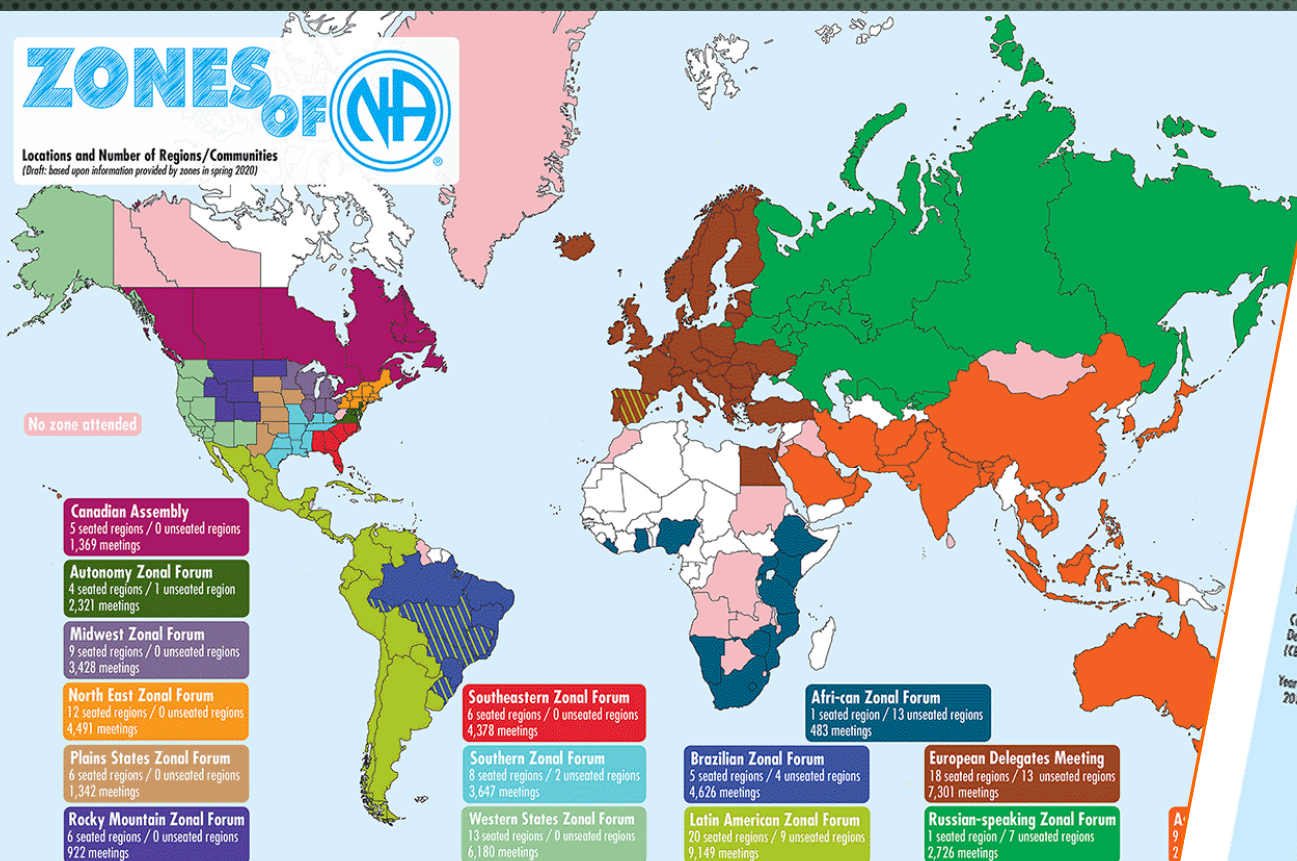 ZONES OF NA ®
Locations and Number of Regions/Communities
(Draft: based upon information provided by zones in spring 2020)
No zone attended
Canadian Assembly
5 seated regions / 0 unseated regions
1,369 meetings
Autonomy Zonal Forum
4 seated regions / 1 unseated region
2,321 meetings
Midwest Zonal Forum
9 seated regions / 0 unseated regions
3,428 meetings
North East Zonal Forum
12 seated regions / 0 unseated regions
4,491 meetings
Plains States Zonal Forum
6 seated regions / 0 unseated regions
1,342 meetings
Rocky Mountain Zonal Forum
6 seated regions / 0 unseated regions
922 meetings
Southeastern Zonal Forum
6 seated regions / 0 unseated regions
4,378 meetings
Southern Zonal Forum
8 seated regions / 2 unseated regions
3,647 meetings
Western States Zonal Forum
13 seated regions / 0 unseated regions
6,180 meetings
Afri-can Zonal Forum
1 seated region / 13 unseated regions
483 meetings
Brazilian Zonal Forum
5 seated regions / 4 unseated regions
4,626 meetings
Latin American Zonal Forum
20 seated regions / 9 unseated regions
9,149 meetings
European Delegates Meeting
18 seated regions / 13 unseated regions
7,301 meetings
Russian-speaking Zonal Forum
1 seated region / 7 unseated regions
2,726 meetings
9
2